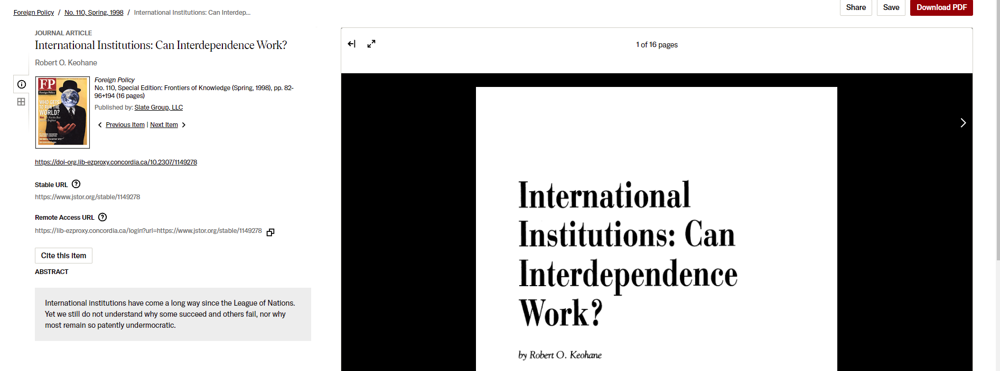 Foreign Policy / No. 110, Spring, 1998 / International Institutions: Can Interdep...
Share
Save
Download PDF
JOURNAL ARTICLE
International Institutions: Can Interdependence Work?
Robert O. Keohane
FP
Foreign Policy
WHO GETS
TO RUN THE
WORLD?
Foreign Policy
No. 110, Special Edition: Frontiers of Knowledge (Spring, 1998), pp. 82-
96+194 (16 pages)
Published by: Slate Group, LLC
Previous Item | Next Item
https://doi-org.lib-ezproxy.concordia.ca/10.2307/1149278
Stable URL ?
https://www.jstor.org/stable/1149278
Remote Access URL ?
https://lib-ezproxy.concordia.ca/login?url=https://www.jstor.org/stable/1149278
Cite this Item
ABSTRACT
International institutions have come a long way since the League of Nations.
Yet we still do not understand why some succeed and others fail, nor why
most remain so patently undermocratic.
1 of 16 pages
International
Institutions: Can
Interdependence
Work?
by Robert O. Keohane